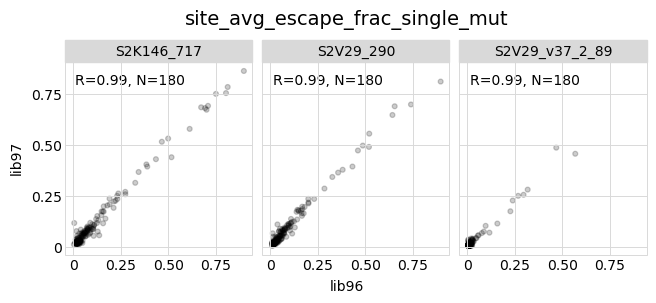 site_avg_escape_frac_single_mut
S2K146_717 S2V29_290 S2V29_v37_2_89
R=0.99, N=180 R=0.99, N=180 R=0.99, N=180
0.75
0.50
0.25
0
lib97
0 0.25 0.50 0.75 0 0.25 0.50 0.75 0 0.25 0.50 0.75
lib96